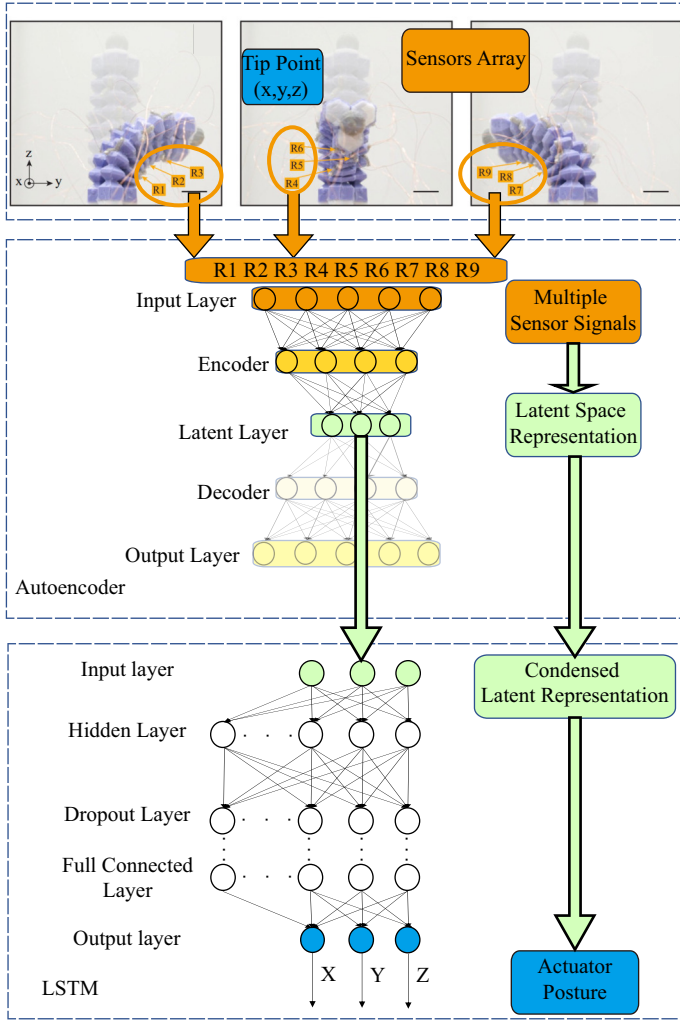 Tip Point
(x,y,z)
Sensors Array
z
x
y
R1
R2
R3
R6
R5
R4
R9
R8
R7
R1 R2 R3 R4 R5 R6 R7 R8 R9
Input Layer
Multiple
Sensor Signals
Encoder
Latent Layer
Latent Space
Representation
Decoder
Output Layer
Autoencoder
Input layer
Condensed
Latent Representation
Hidden Layer
Dropout Layer
Full Connected
Layer
Output layer
X
Y
Z
Actuator
Posture
LSTM